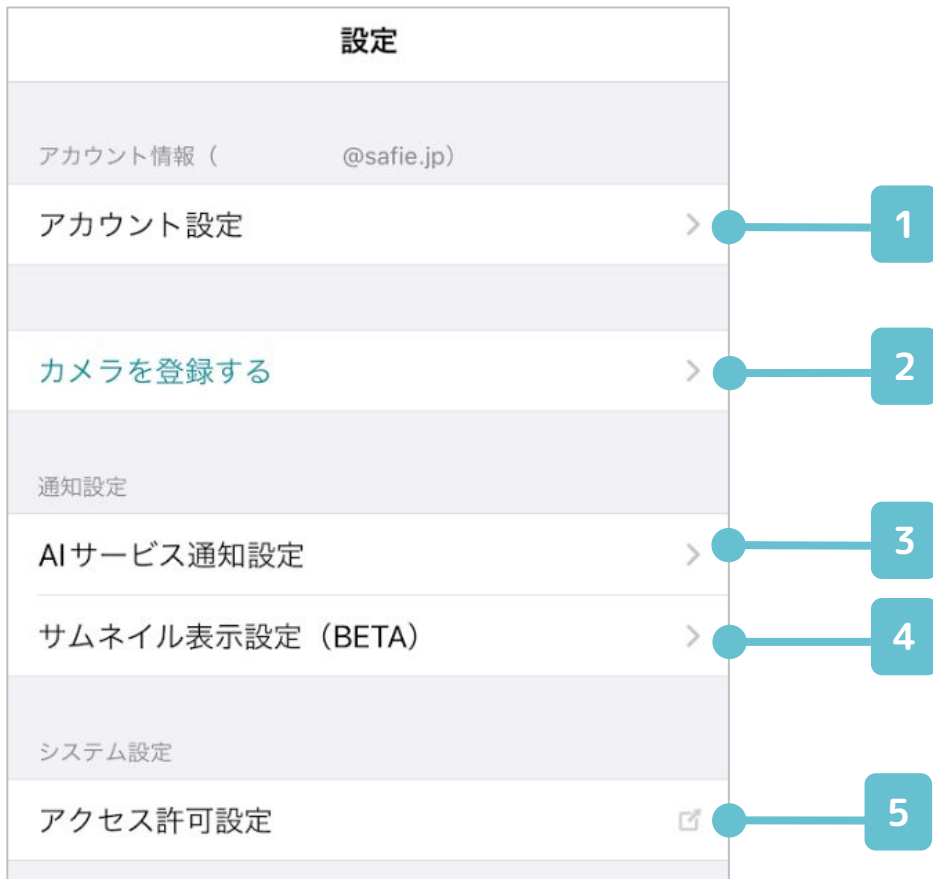 設定
アカウント情報（ @safie.jp）
アカウント設定
1
カメラを登録する
2
通知設定
AIサービス通知設定
3
サムネイル表示設定（BETA）
4
システム設定
アクセス許可設定
5